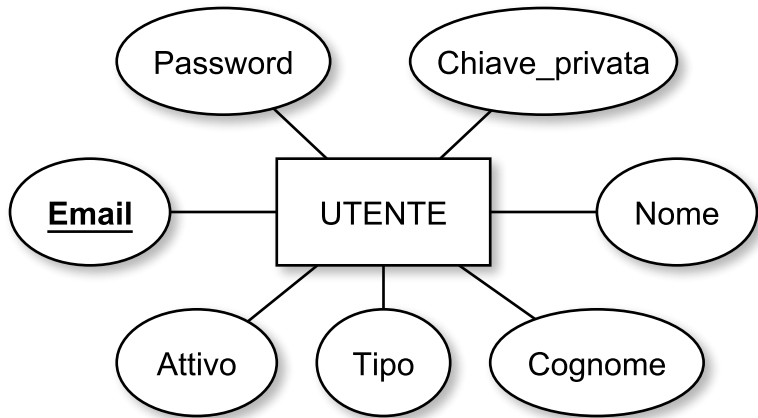 Password
Chiave_privata
Email
UTENTE
Nome
Attivo
Tipo
Cognome